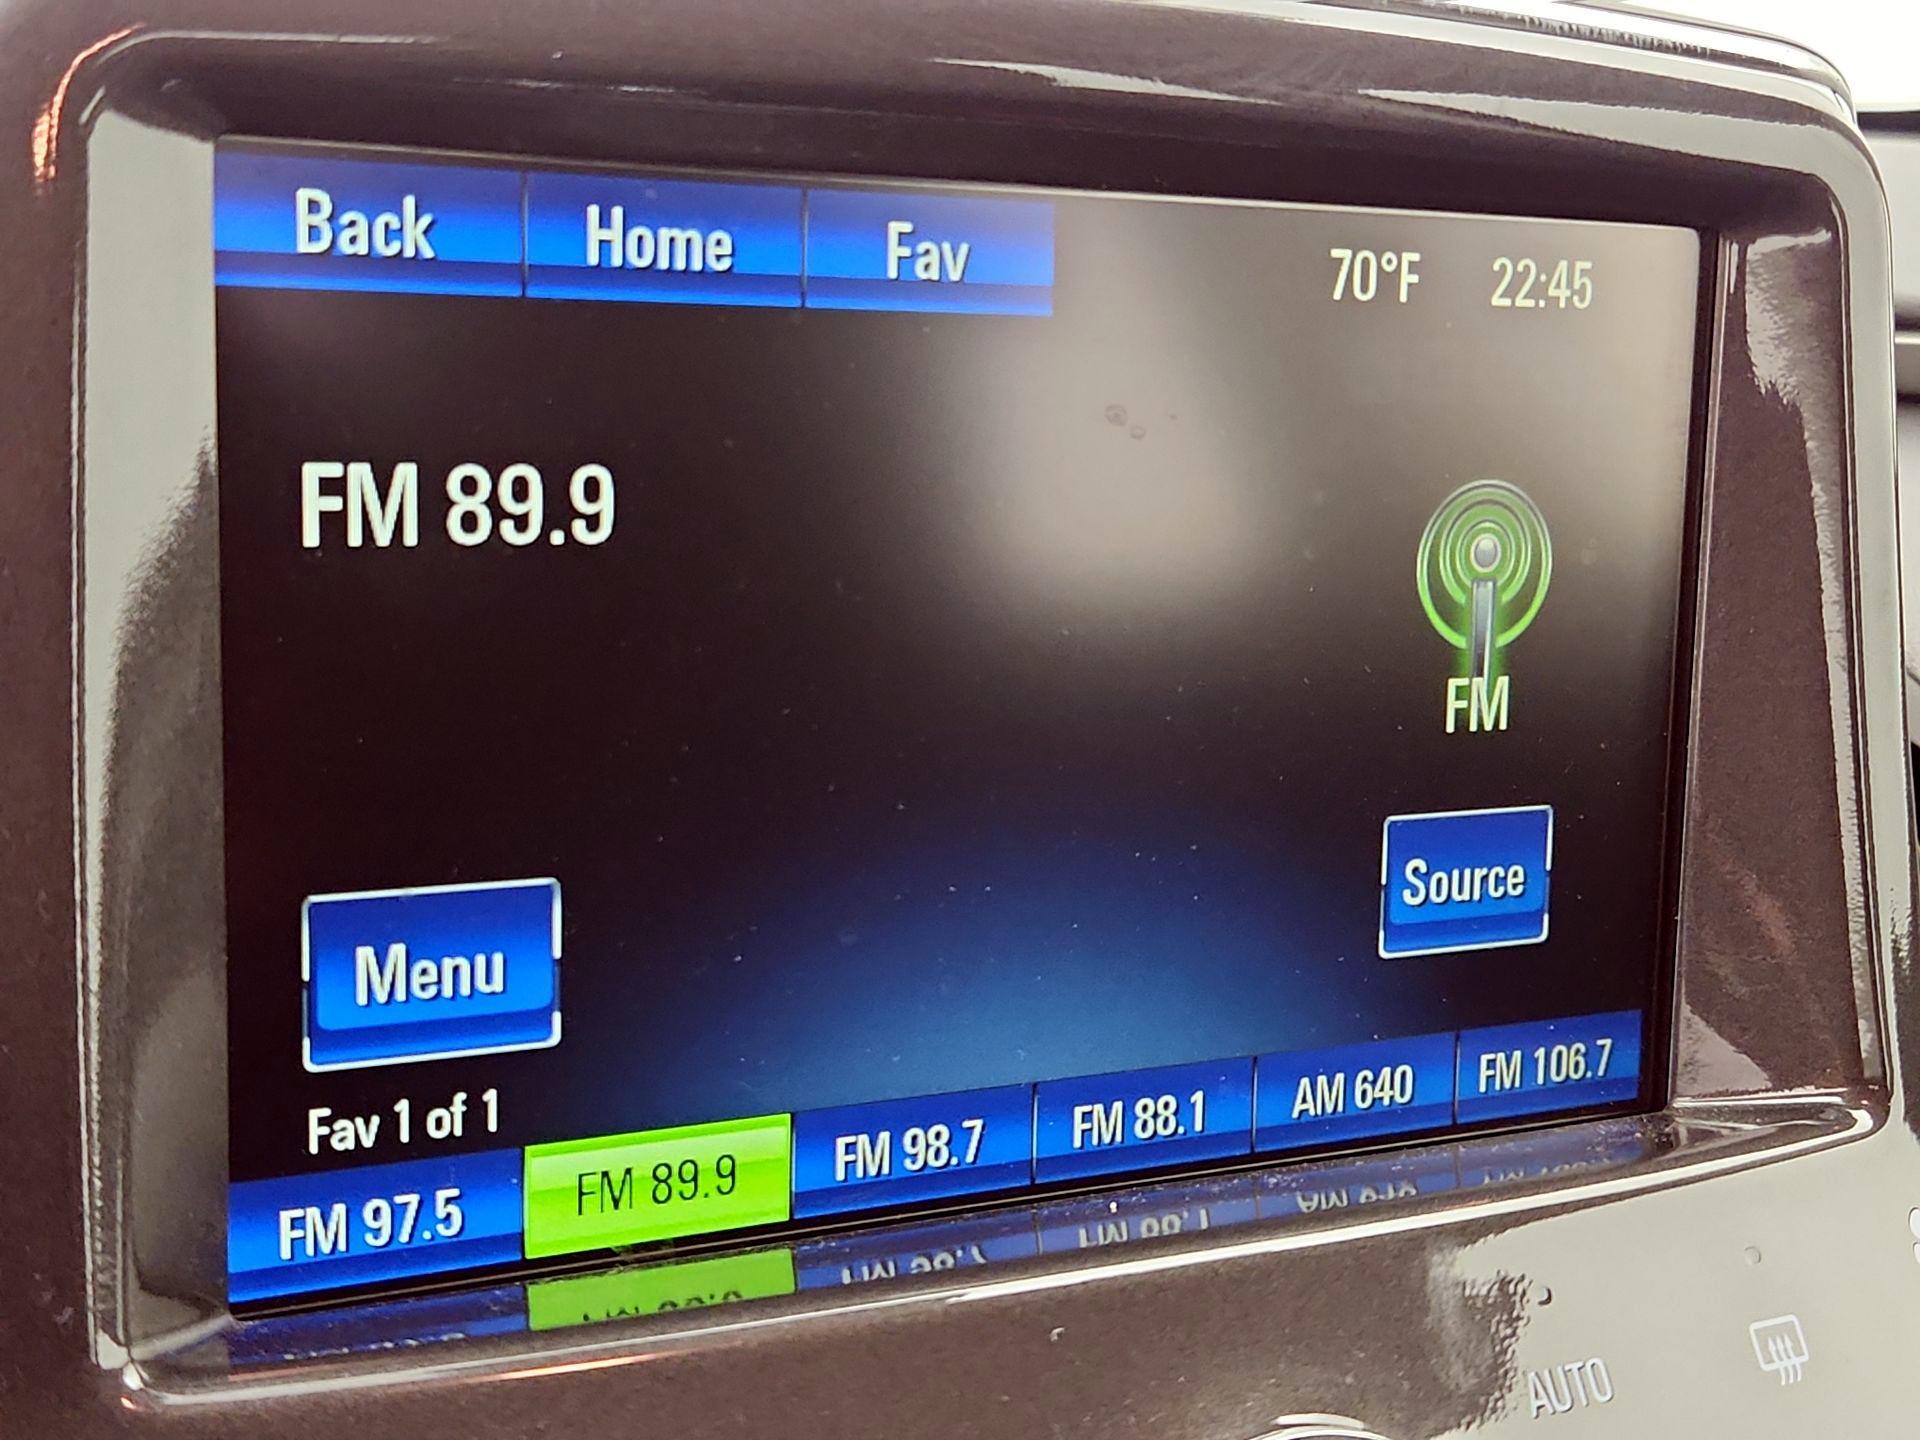 Back Home Fav 70°F 22:45
FM 89.9
FM
Source
Menu
Fav 1 of 1
FM 97.5 FM 89.9 FM 98.7 FM 88.1 AM 640 FM 106.7
AUTO